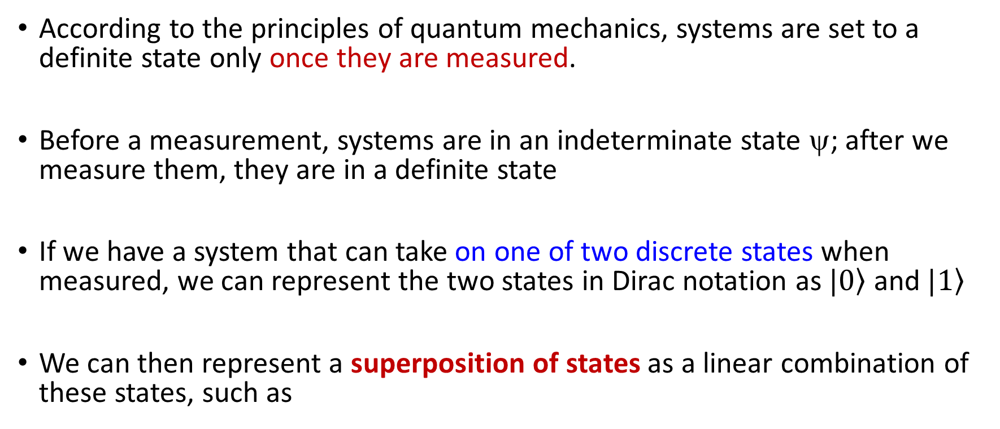 • According to the principles of quantum mechanics, systems are set to a
definite state only once they are measured.
• Before a measurement, systems are in an indeterminate state ψ; after we
measure them, they are in a definite state
• If we have a system that can take on one of two discrete states when
measured, we can represent the two states in Dirac notation as |0⟩ and |1⟩
• We can then represent a superposition of states as a linear combination of
these states, such as